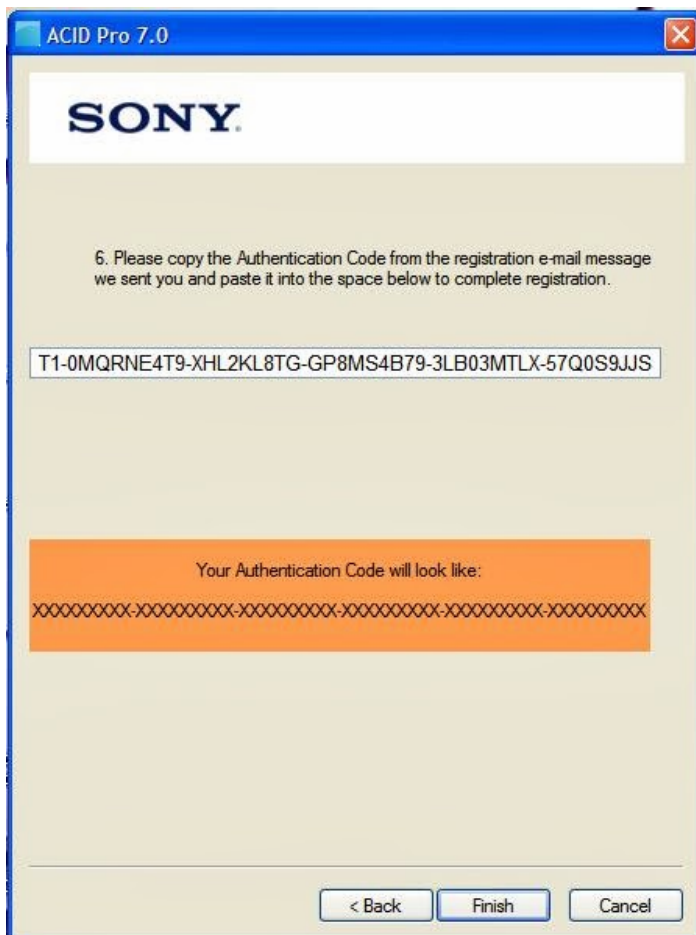 ACID Pro 7.0
SONY.
6. Please copy the Authentication Code from the registration e-mail message
we sent you and paste it into the space below to complete registration.
T1-0MQRNE4T9-XHL2KL8TG-GP8MS4B79-3LB03MTLX-57Q0S9JJS
Your Authentication Code will look like:
XXXXXXXXX-XXXXXXXXX-XXXXXXXXX-XXXXXXXXX-XXXXXXXXX-XXXXXXXXX
< Back
Finish
Cancel